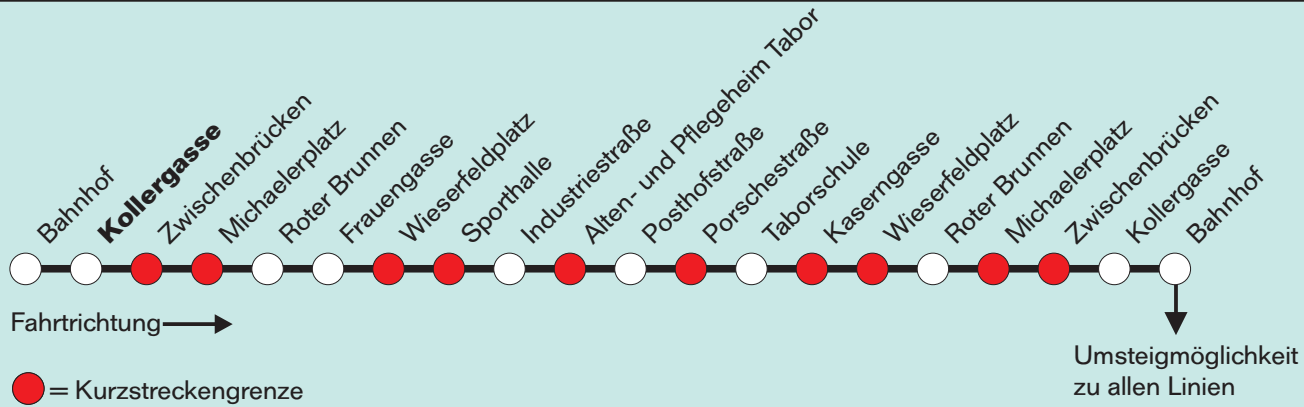 Bahnhof
Kollergasse
Zwischenbrücken
Michaelerplatz
Roter Brunnen
Frauengasse
Wieserfeldplatz
Sporthalle
Industriestraße
Alten- und Pflegeheim Tabor
Posthofstraße
Porschestraße
Taborschule
Kaserngasse
Wieserfeldplatz
Roter Brunnen
Michaelerplatz
Zwischenbrücken
Kollergasse
Bahnhof
Fahrtrichtung
= Kurzstreckengrenze
Umsteigmöglichkeit
zu allen Linien